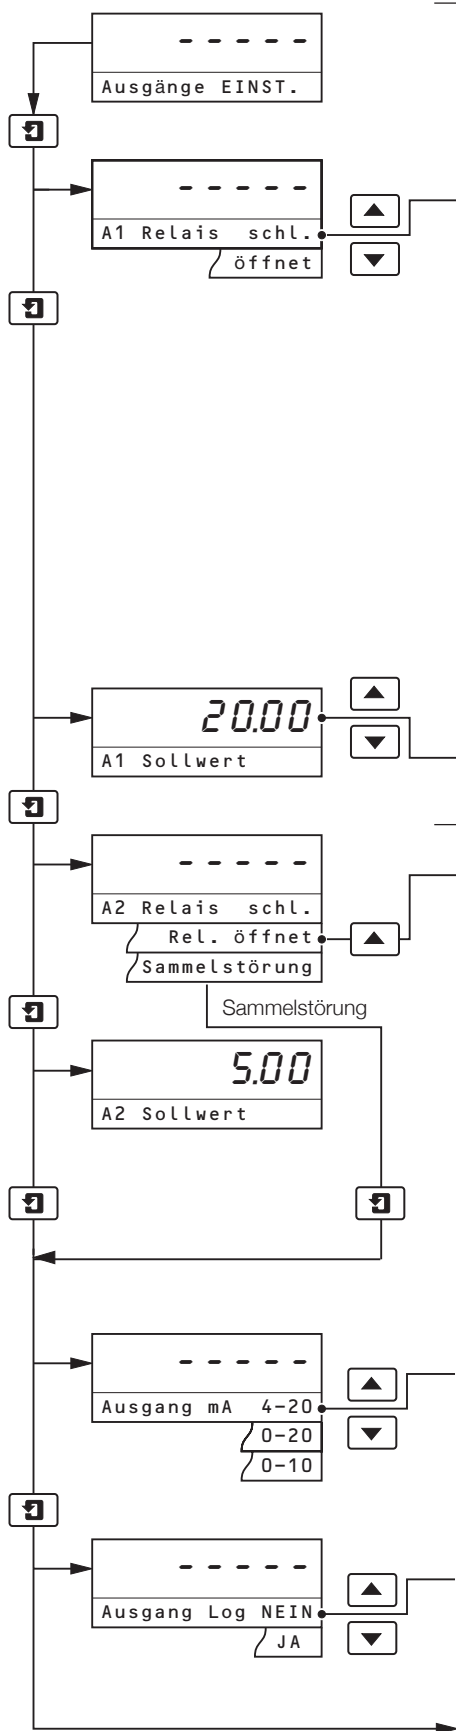 - - - - -
Ausgänge EINST.
- - - - -
A1 Relais schl.
öffnet
20.00
A1 Sollwert
- - - - -
A2 Relais schl.
Rel. öffnet
Sammelstörung
Sammelstörung
5.00
A2 Sollwert
- - - - -
Ausgang mA 4-20
0-20
0-10
- - - - -
Ausgang Log NEIN
JA